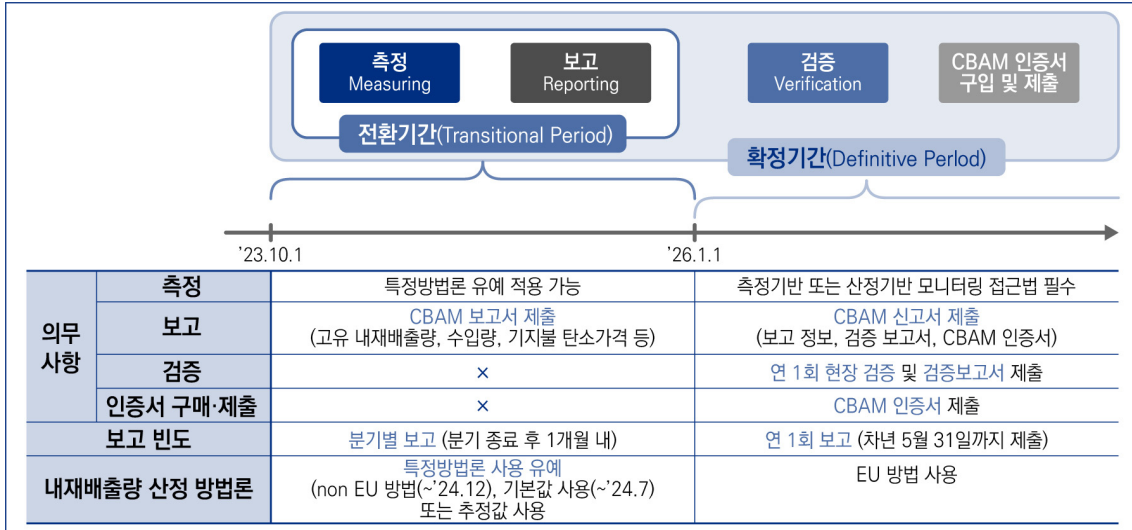 측정
Measuring
보고
Reporting
검증
Verification
CBAM 인증서
구입 및 제출
전환기간(Transitional Period)
확정기간(Definitive Perlod)
’23.10.1
’26.1.1
의무
사항
측정
특정방법론 유예 적용 가능
측정기반 또는 산정기반 모니터링 접근법 필수
보고
CBAM 보고서 제출
(고유 내재배출량, 수입량, 기지불 탄소가격 등)
CBAM 신고서 제출
(보고 정보, 검증 보고서, CBAM 인증서)
검증
×
연 1회 현장 검증 및 검증보고서 제출
인증서 구매·제출
×
CBAM 인증서 제출
보고 빈도
분기별 보고 (분기 종료 후 1개월 내)
연 1회 보고 (차년 5월 31일까지 제출)
내재배출량 산정 방법론
특정방법론 사용 유예
(non EU 방법(~’24.12), 기본값 사용(~’24.7)
또는 추정값 사용
EU 방법 사용